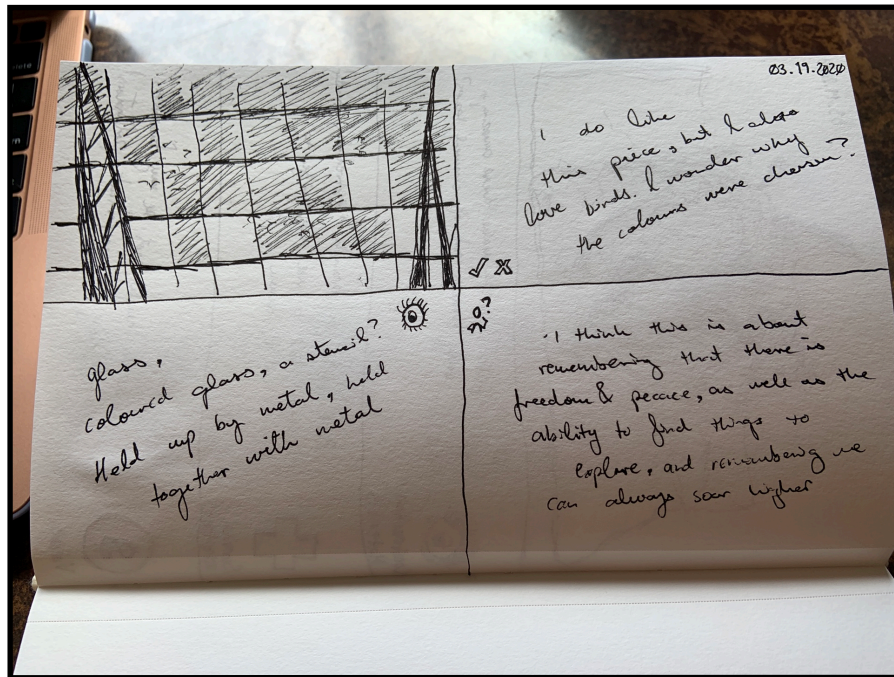 03.19.2020
I do like
this piece, but I also
love birds. I wonder why
the colours were chosen?
glass,
coloured glass, a stencil?
Held up by metal, held
together with metal
I think this is about
remembering that there is
freedom & peace, as well as the
ability to find things to
explore, and remembering we
can always soar higher